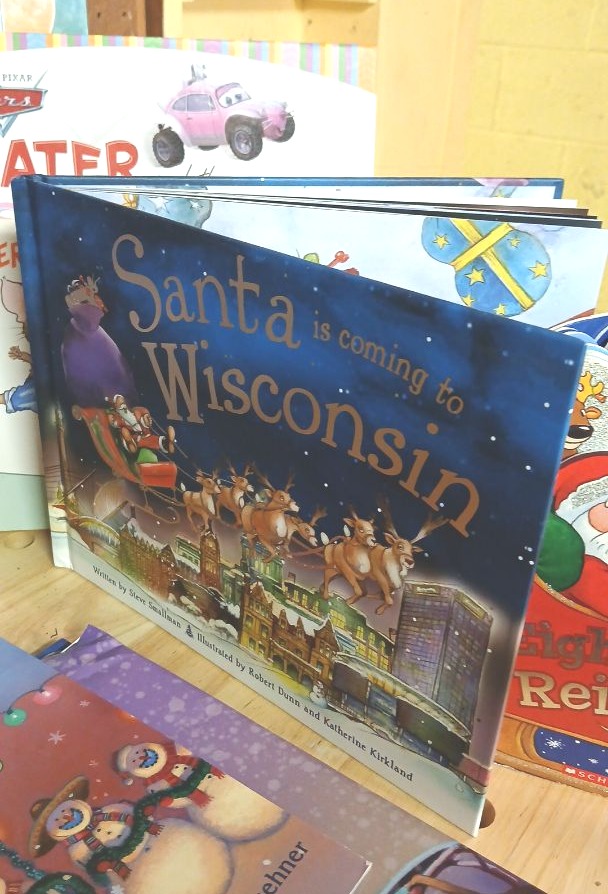 PIXAR
ATER
Santa
is coming to
Wisconsin
Written by Steve Smallman
Illustrated by Robert Dunn and Katherine Kirkland
Eigh
Rei
SCH
ehner